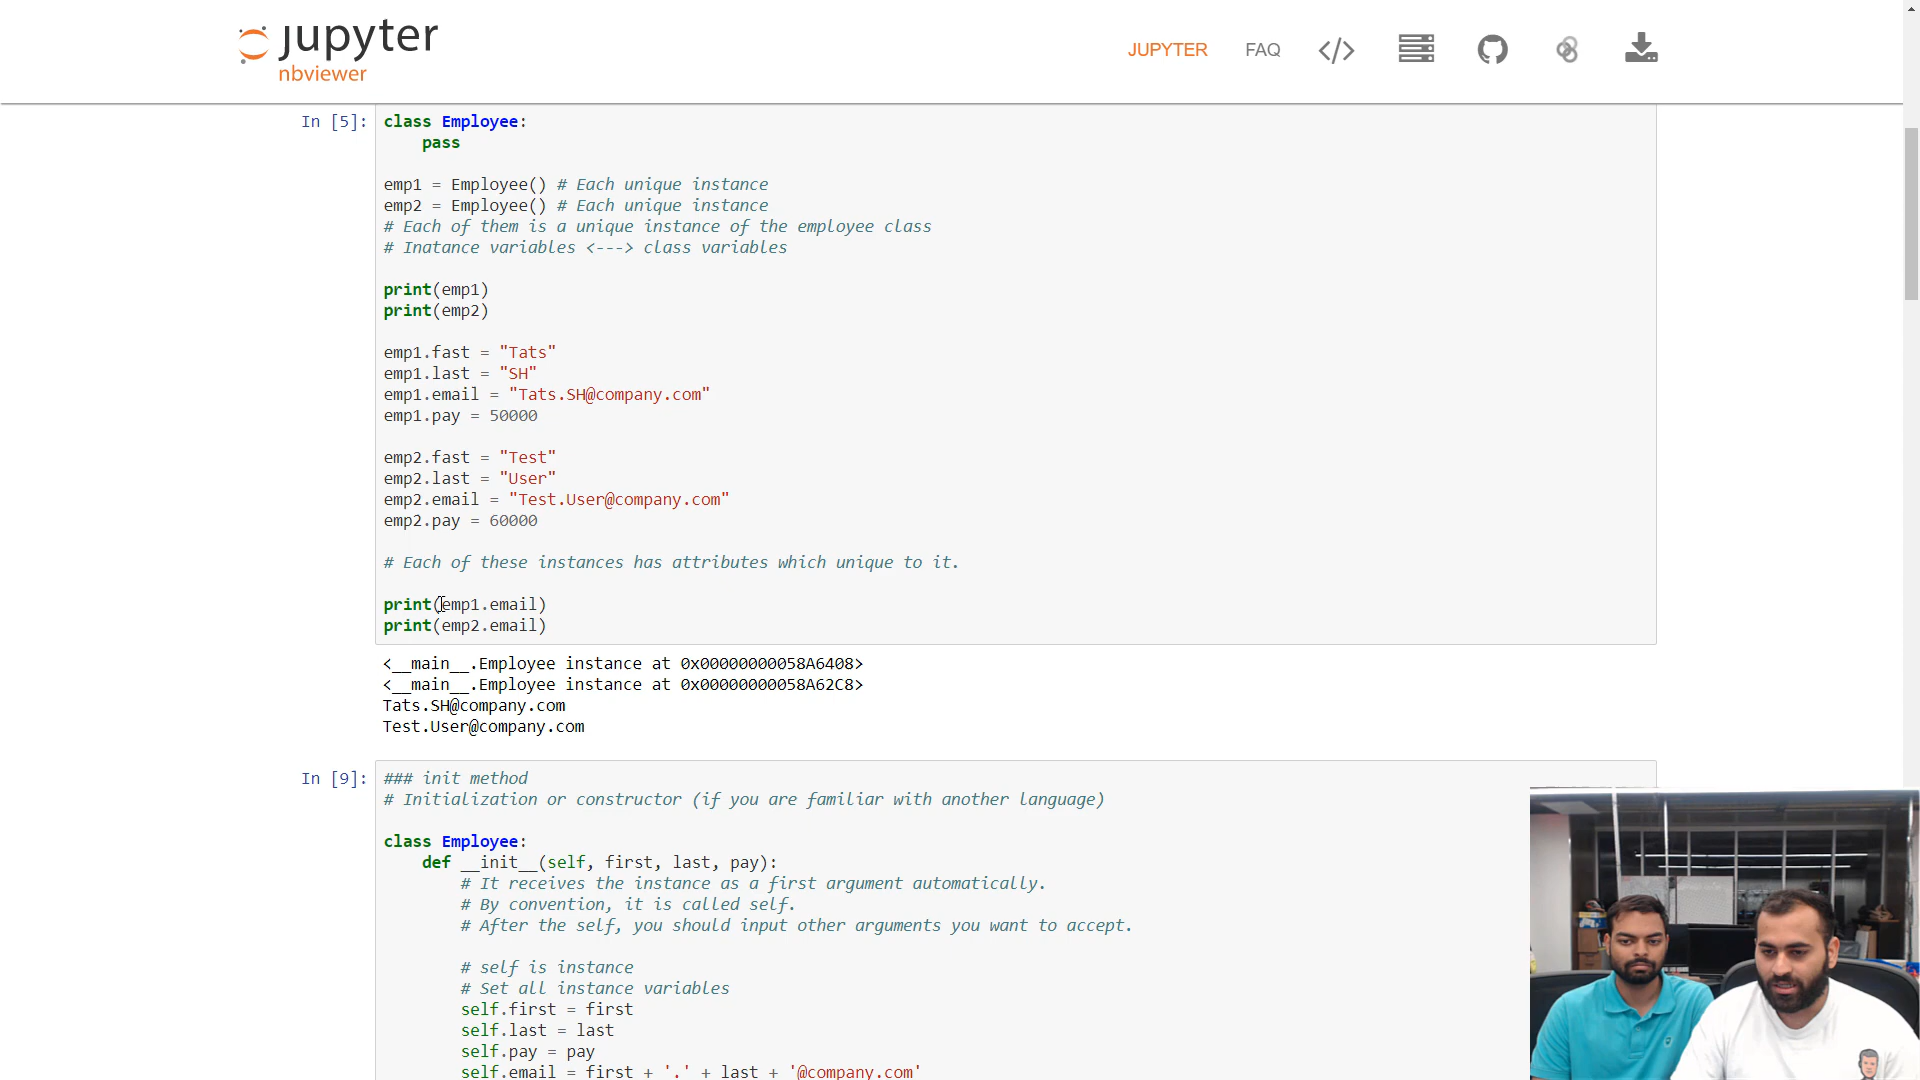 jupyter
nbviewer
JUPYTER
FAQ
In [5]:
class Employee:
    pass
emp1 = Employee() # Each unique instance
emp2 = Employee() # Each unique instance
# Each of them is a unique instance of the employee class
# Inatance variables <---> class variables
print(emp1)
print(emp2)
emp1.fast = "Tats"
emp1.last = "SH"
emp1.email = "Tats.SH@company.com"
emp1.pay = 50000
emp2.fast = "Test"
emp2.last = "User"
emp2.email = "Test.User@company.com"
emp2.pay = 60000
# Each of these instances has attributes which unique to it.
print(emp1.email)
print(emp2.email)
<__main__.Employee instance at 0x00000000058A6408>
<__main__.Employee instance at 0x00000000058A62C8>
Tats.SH@company.com
Test.User@company.com
In [9]:
### init method
# Initialization or constructor (if you are familiar with another language)
class Employee:
    def __init__(self, first, last, pay):
        # It receives the instance as a first argument automatically.
        # By convention, it is called self.
        # After the self, you should input other arguments you want to accept.
        # self is instance
        # Set all instance variables
        self.first = first
        self.last = last
        self.pay = pay
        self.email = first + '.' + last + '@company.com'